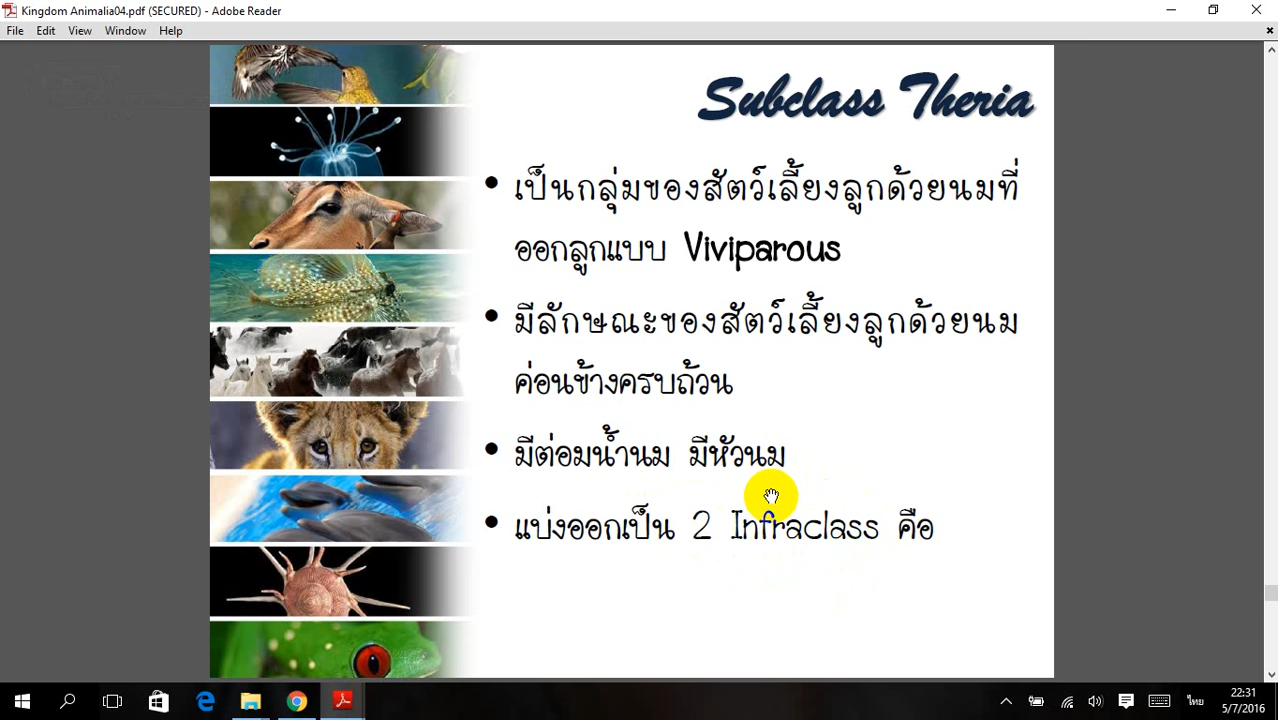 Kingdom Animalia04.pdf (SECURED) - Adobe Reader
File Edit View Window Help
Subclass Theria
• เป็นกลุ่มของสัตว์เลี้ยงลูกด้วยนมที่
ออกลูกแบบ Viviparous
• มีลักษณะของสัตว์เลี้ยงลูกด้วยนม
ค่อนข้างครบถ้วน
• มีต่อมน้ำนม มีหัวนม
• แบ่งออกเป็น 2 Infraclass คือ
ไทย
22:31
5/7/2016